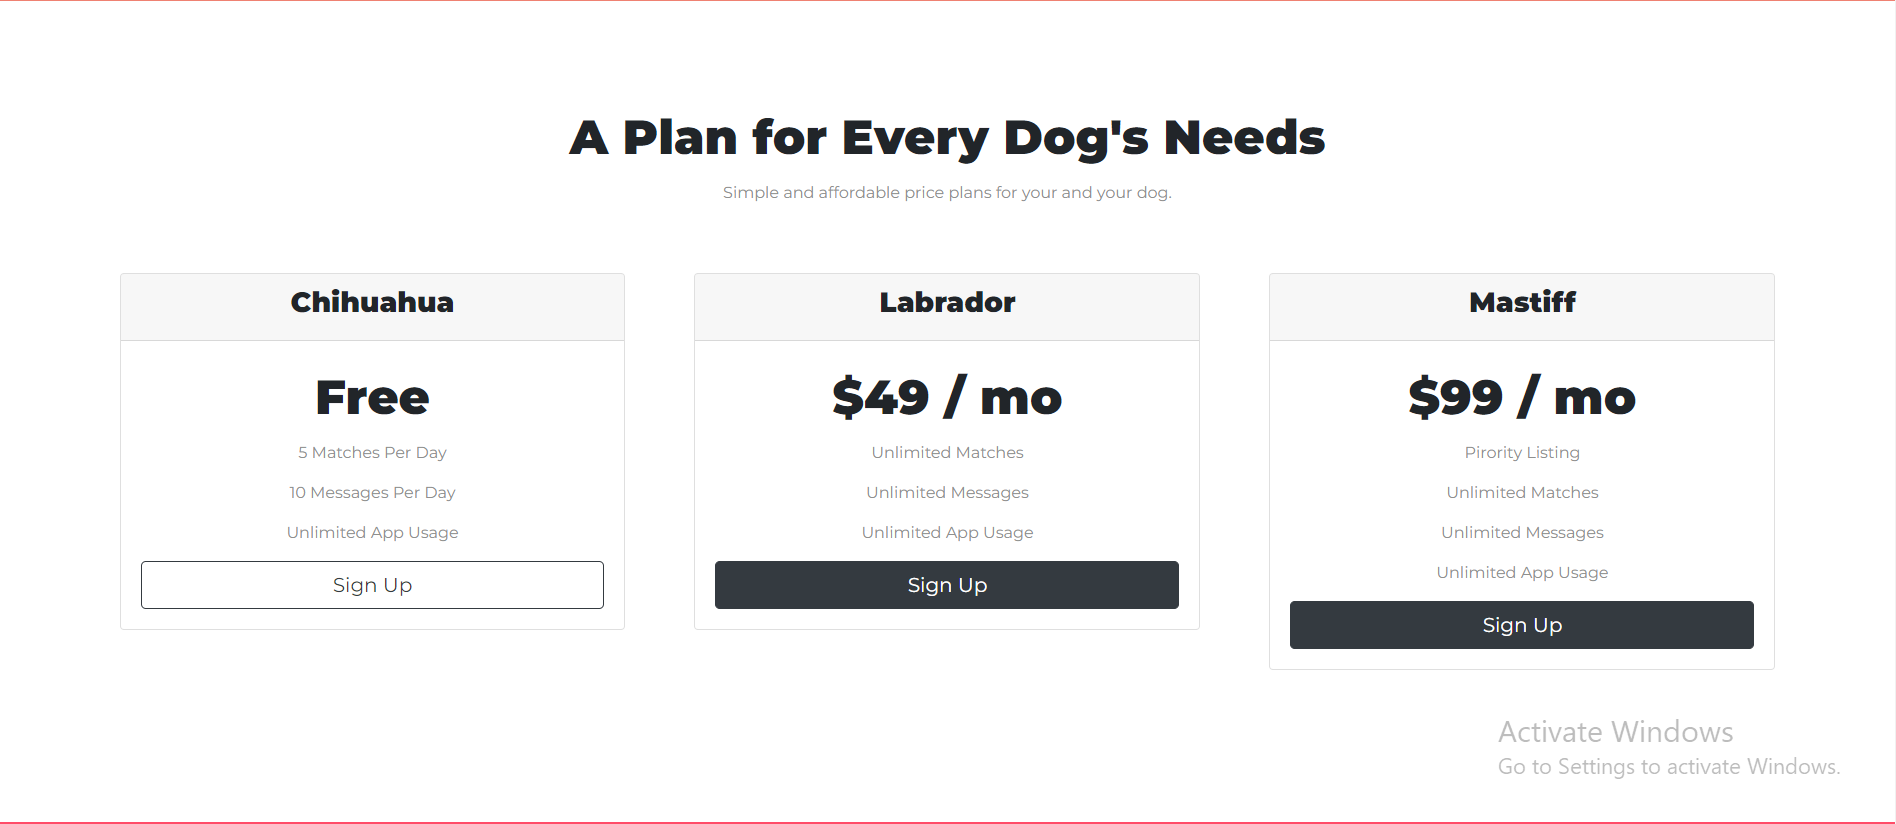 A Plan for Every Dog's Needs
Simple and affordable price plans for your and your dog.
Chihuahua
Free
5 Matches Per Day
10 Messages Per Day
Unlimited App Usage
Sign Up
Labrador
$49 / mo
Unlimited Matches
Unlimited Messages
Unlimited App Usage
Sign Up
Mastiff
$99 / mo
Pirority Listing
Unlimited Matches
Unlimited Messages
Unlimited App Usage
Sign Up
Activate Windows
Go to Settings to activate Windows.